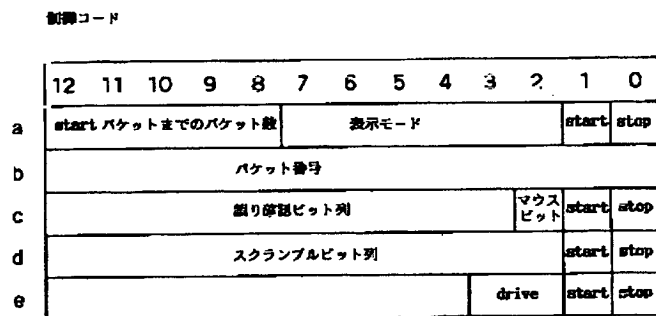 制御コード
12 11 10 9 8 7 6 5 4 3 2 1 0
a start パケットまでのパケット数 表示モード start stop
b パケット番号
c 誤り確認ビット列 マウスビット start stop
d スクランブルビット列 start stop
e drive start stop